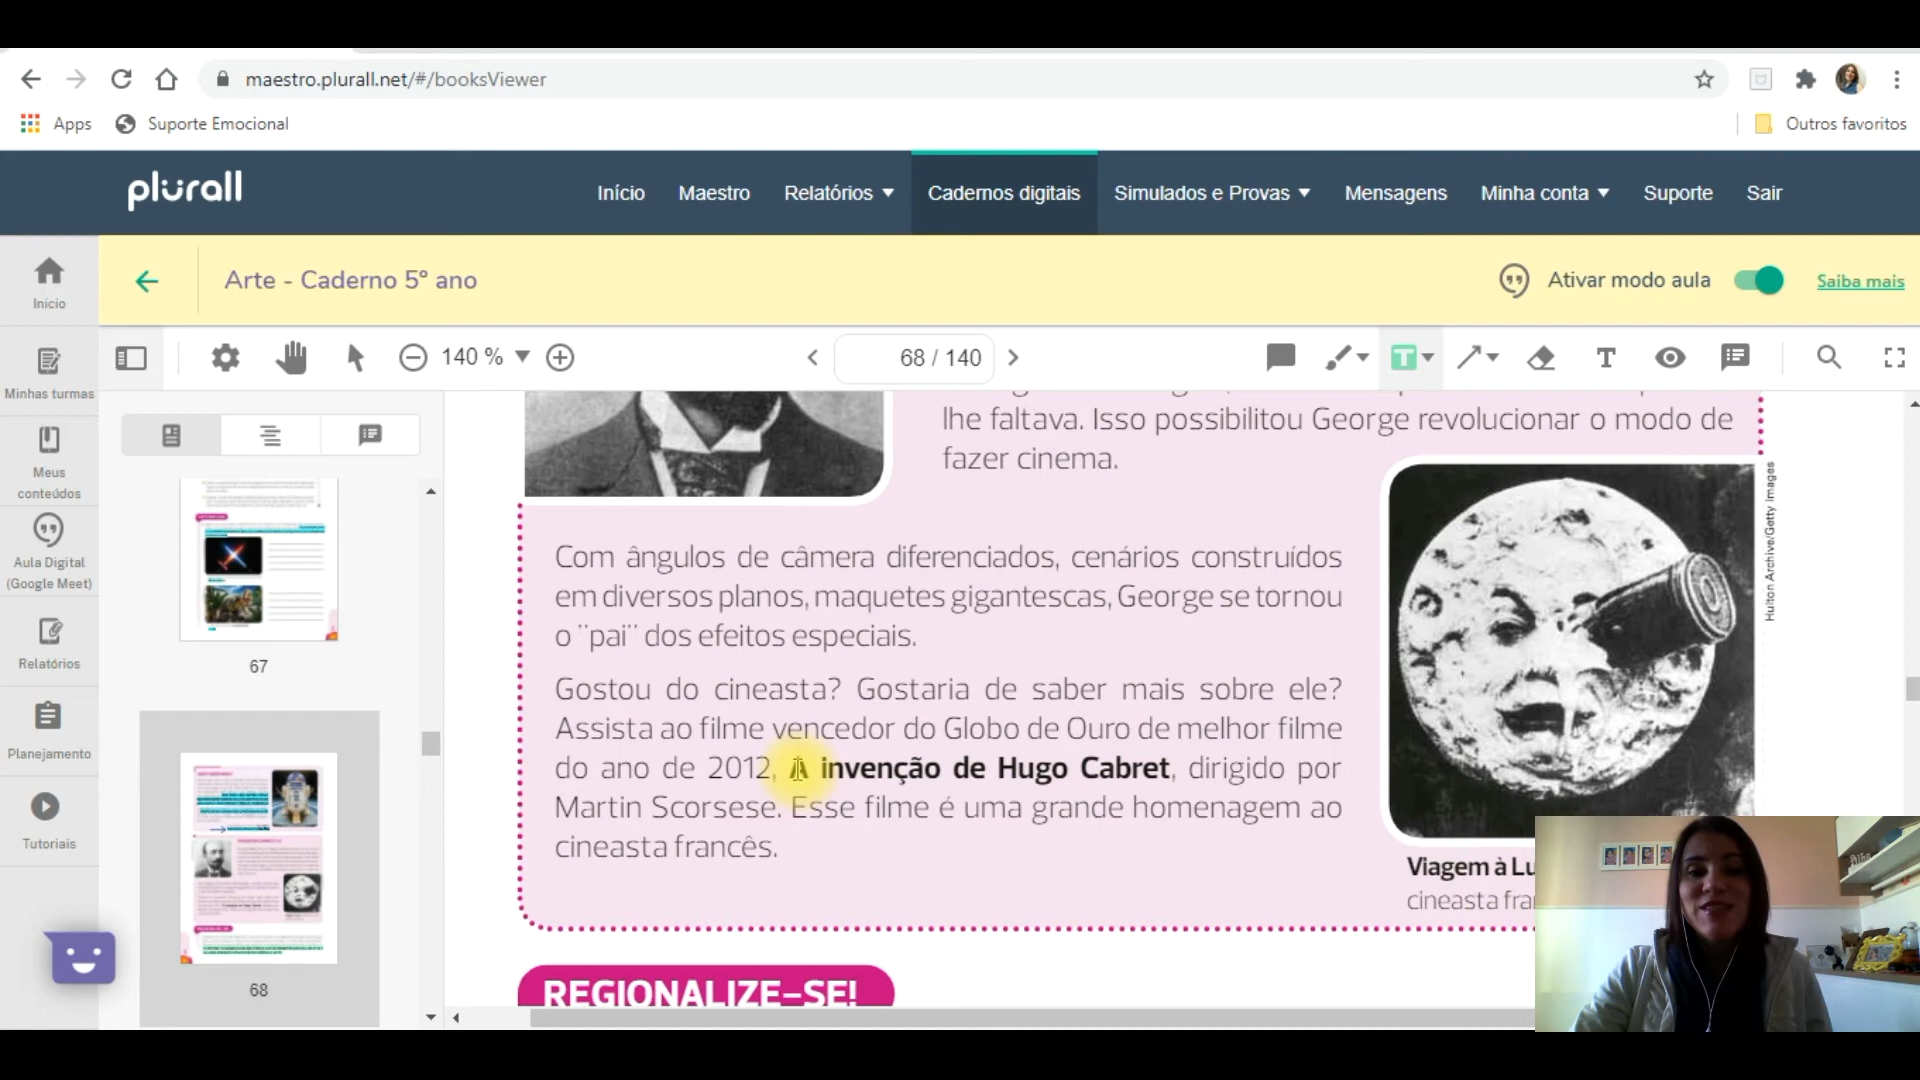 maestro.plurall.net/#/booksViewer
Apps
Suporte Emocional
Outros favoritos
plurall
Início
Maestro
Relatórios
Cadernos digitais
Simulados e Provas
Mensagens
Minha conta
Suporte
Sair
Inicio
Minhas turmas
Meus
conteúdos
Aula Digital
(Google Meet)
Relatórios
Planejamento
Tutoriais
Arte - Caderno 5º ano
Ativar modo aula
Saiba mais
140 %
68 / 140
67
68
lhe faltava. Isso possibilitou George revolucionar o modo de
fazer cinema.
Com ângulos de câmera diferenciados, cenários construídos
em diversos planos, maquetes gigantescas, George se tornou
o ¨pai¨ dos efeitos especiais.
Gostou do cineasta? Gostaria de saber mais sobre ele?
Assista ao filme vencedor do Globo de Ouro de melhor filme
do ano de 2012, A invenção de Hugo Cabret, dirigido por
Martin Scorsese. Esse filme é uma grande homenagem ao
cineasta francês.
Hulton Archive/Getty Images
Viagem à Lu
cineasta fra
REGIONALIZE-SE!